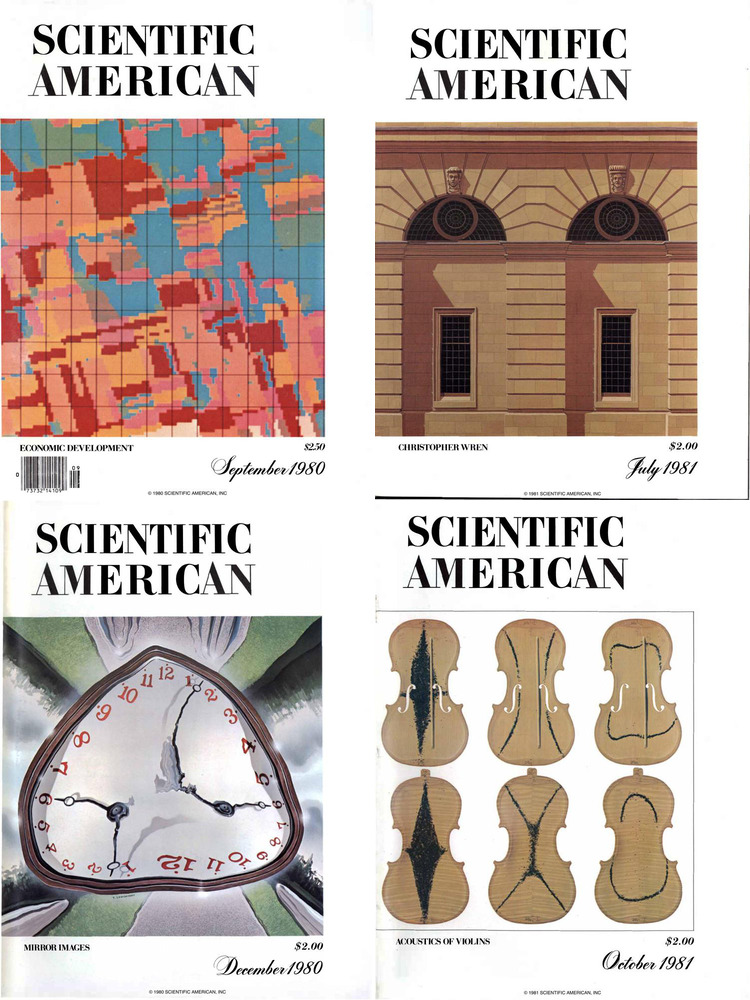 SCIENTIFIC
AMERICAN
ECONOMIC DEVELOPMENT
$2.50
September 1980
0
09
73732 14109
© 1980 SCIENTIFIC AMERICAN, INC
SCIENTIFIC
AMERICAN
CHRISTOPHER WREN
$2.00
July 1981
© 1981 SCIENTIFIC AMERICAN, INC
SCIENTIFIC
AMERICAN
12
11
1
10
2
9
3
8
7
5
6
6
5
7
4
8
3
9
2
10
1
12
11
MIRROR IMAGES
$2.00
December 1980
© 1980 SCIENTIFIC AMERICAN, INC
SCIENTIFIC
AMERICAN
ACOUSTICS OF VIOLINS
$2.00
October 1981
© 1981 SCIENTIFIC AMERICAN, INC